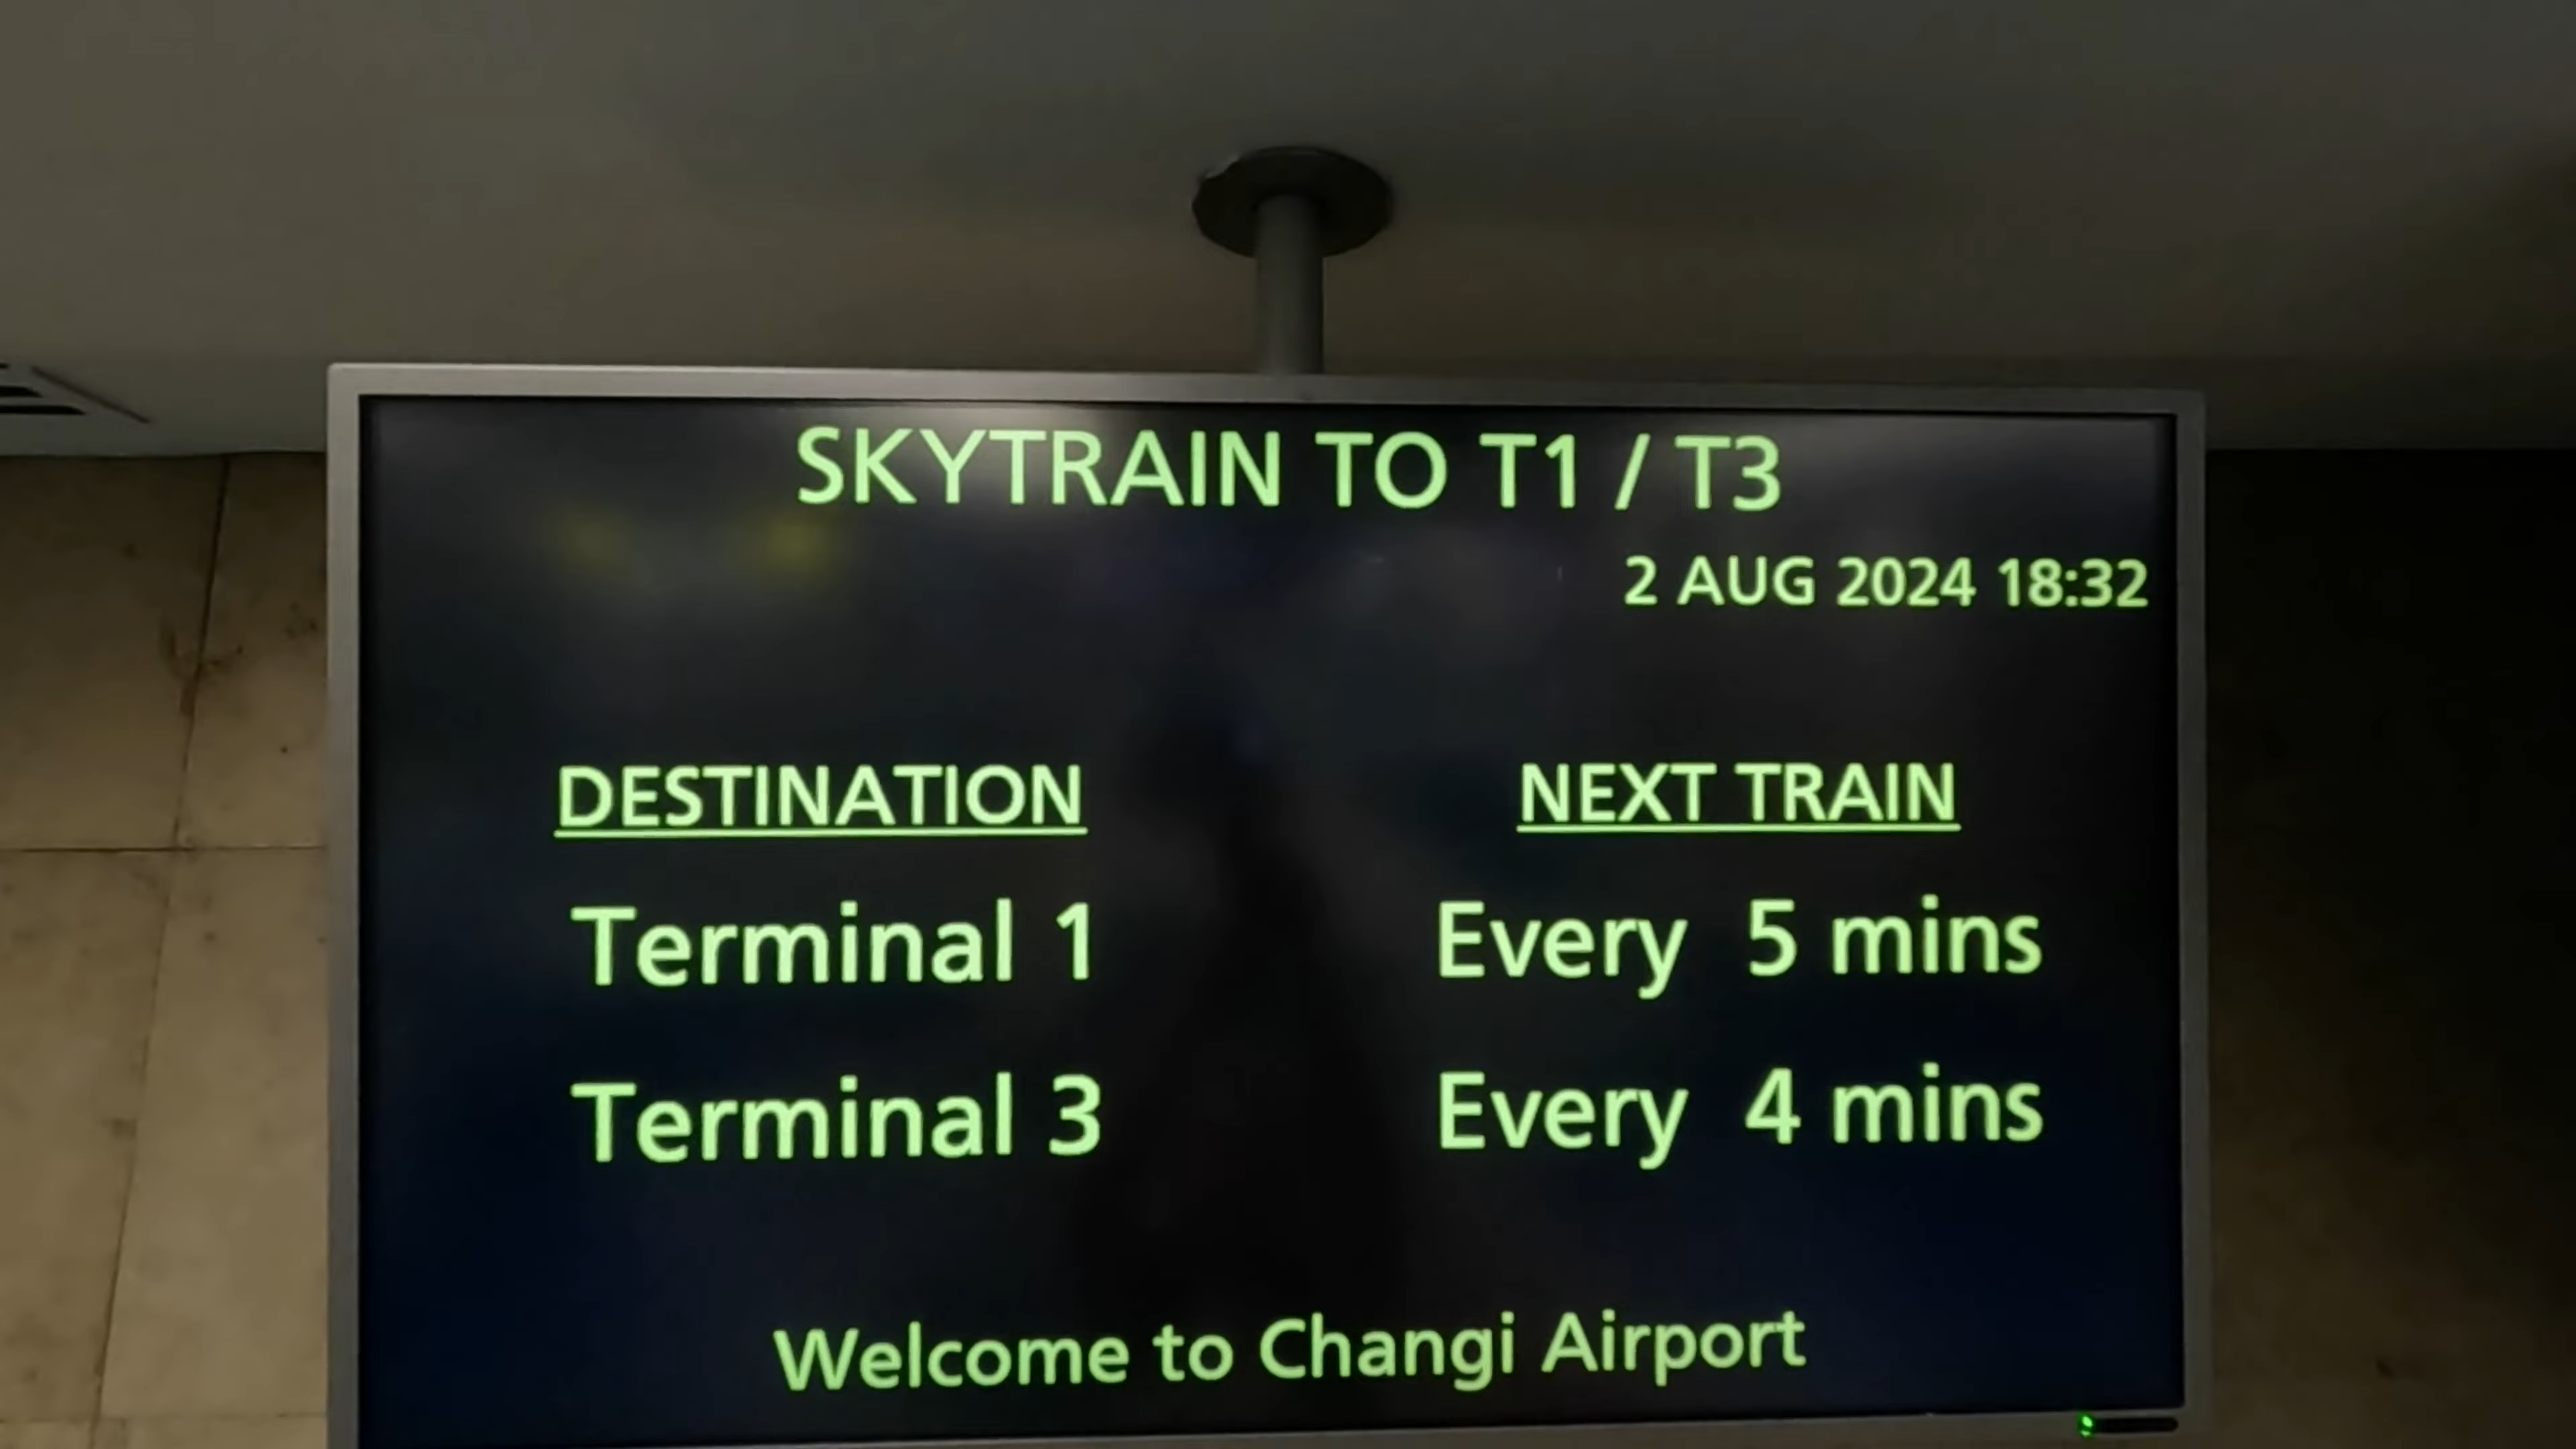 SKYTRAIN TO T1 / T3
2 AUG 2024 18:32
DESTINATION NEXT TRAIN
Terminal 1 Every 5 mins
Terminal 3 Every 4 mins
Welcome to Changi Airport